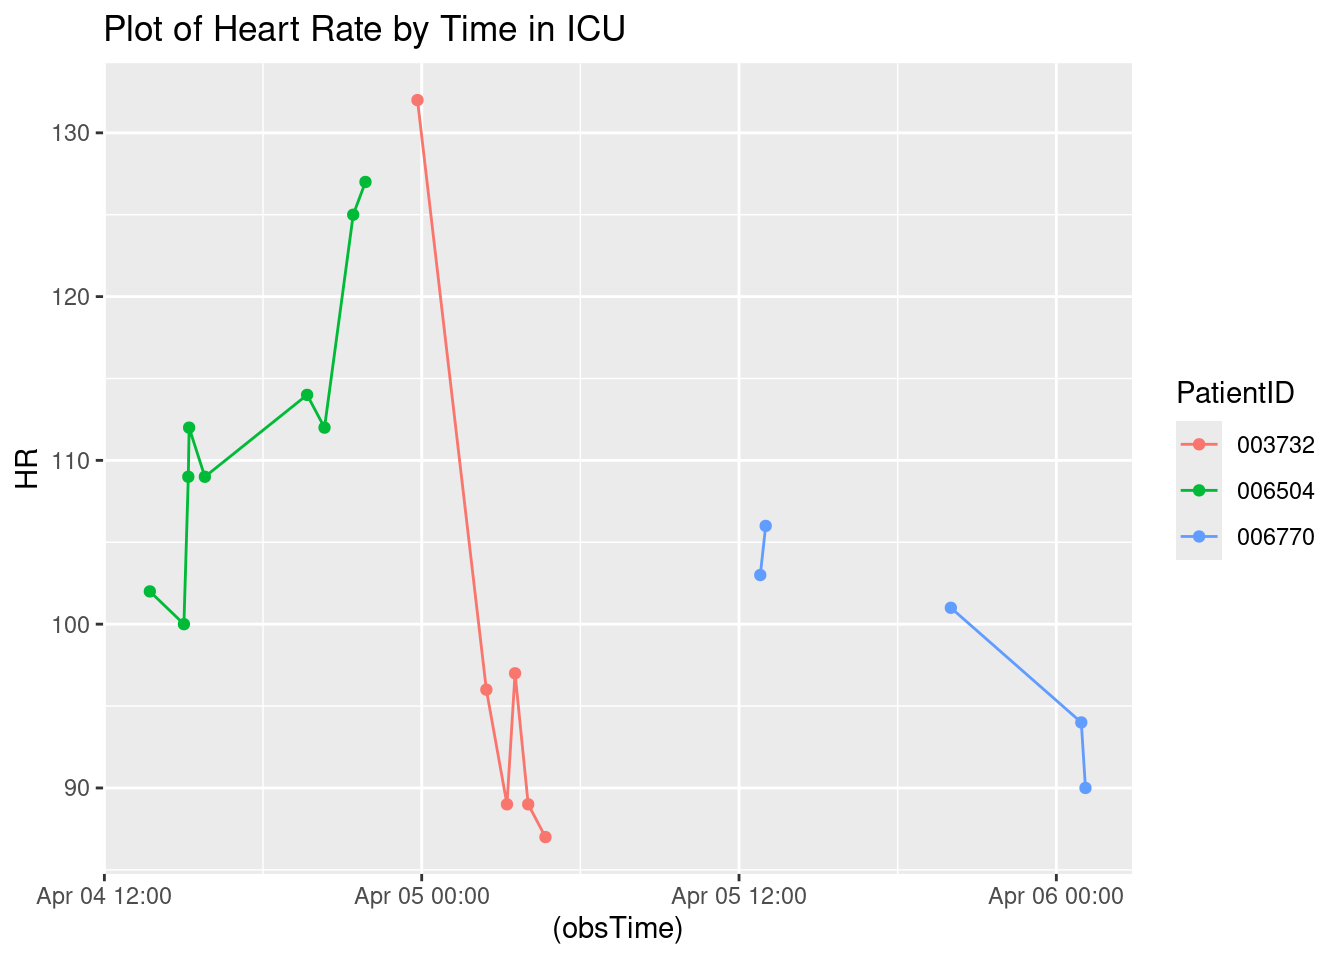 Plot of Heart Rate by Time in ICU
130
120
110
100
90
HR
Apr 04 12:00
Apr 05 00:00
Apr 05 12:00
Apr 06 00:00
(obsTime)
PatientID
003732
006504
006770